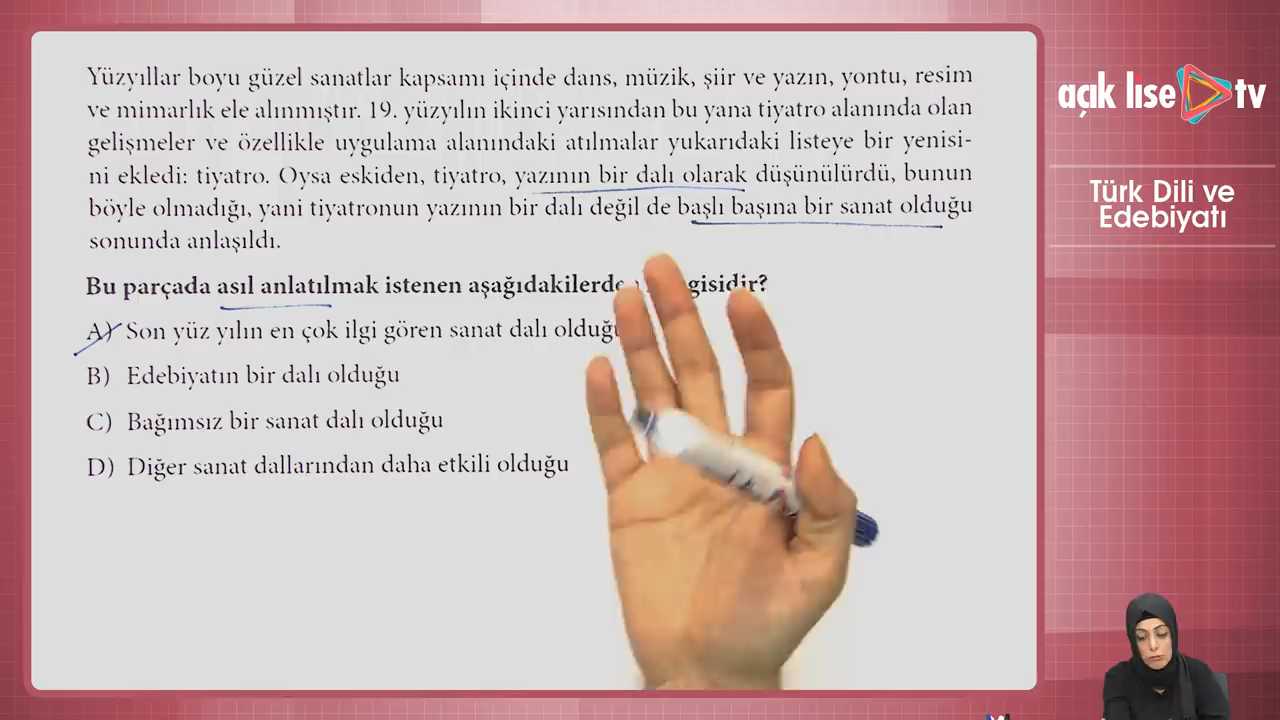 Yüzyıllar boyu güzel sanatlar kapsamı içinde dans, müzik, şiir ve yazın, yontu, resim
ve mimarlık ele alınmıştır. 19. yüzyılın ikinci yarısından bu yana tiyatro alanında olan
gelişmeler ve özellikle uygulama alanındaki atılmalar yukarıdaki listeye bir yenisi-
ni ekledi: tiyatro. Oysa eskiden, tiyatro, yazının bir dalı olarak düşünülürdü, bunun
böyle olmadığı, yani tiyatronun yazının bir dalı değil de başlı başına bir sanat olduğu
sonunda anlaşıldı.
Bu parçada asıl anlatılmak istenen
A) Son yüz yılın en çok ilgi gören sanat dalı
B) Edebiyatın bir dalı olduğu
C) Bağımsız bir sanat dalı olduğu
D) Diğer sanat dallarından daha etkili olduğu
açık lise tv
Türk Dili ve
Edebiyatı